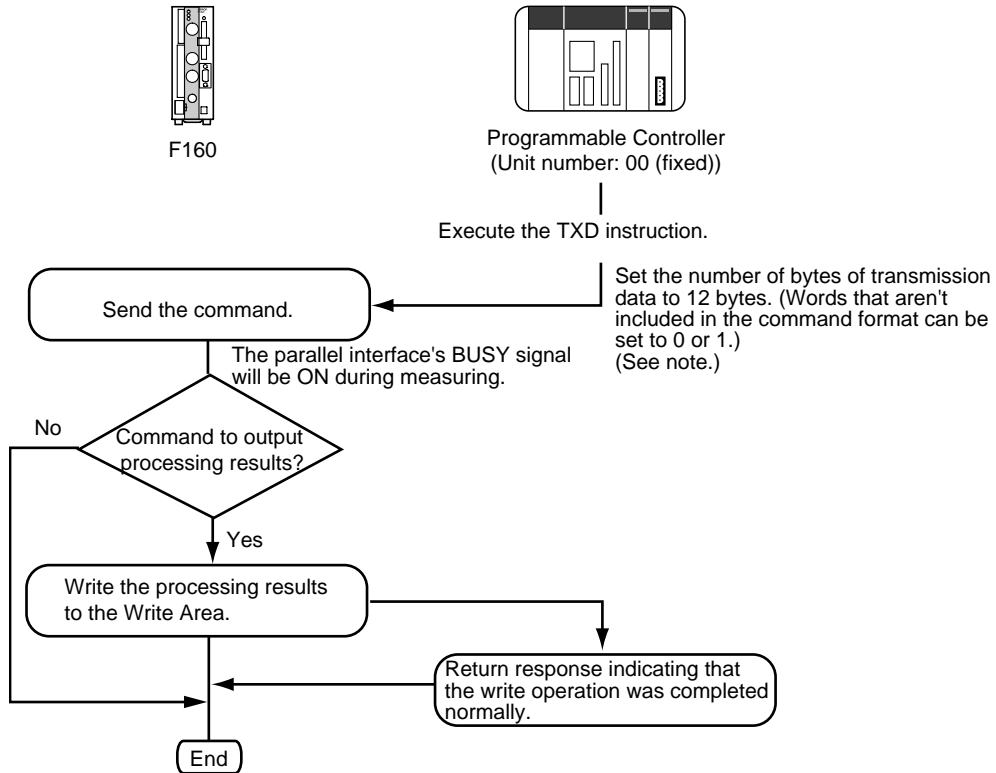 F160
Programmable Controller
(Unit number: 00 (fixed))
Execute the TXD instruction.
Set the number of bytes of transmission
data to 12 bytes. (Words that aren't
included in the command format can be
set to 0 or 1.)
(See note.)
Send the command.
The parallel interface's BUSY signal
will be ON during measuring.
No
Command to output
processing results?
Yes
Write the processing results
to the Write Area.
Return response indicating that
the write operation was completed
normally.
End